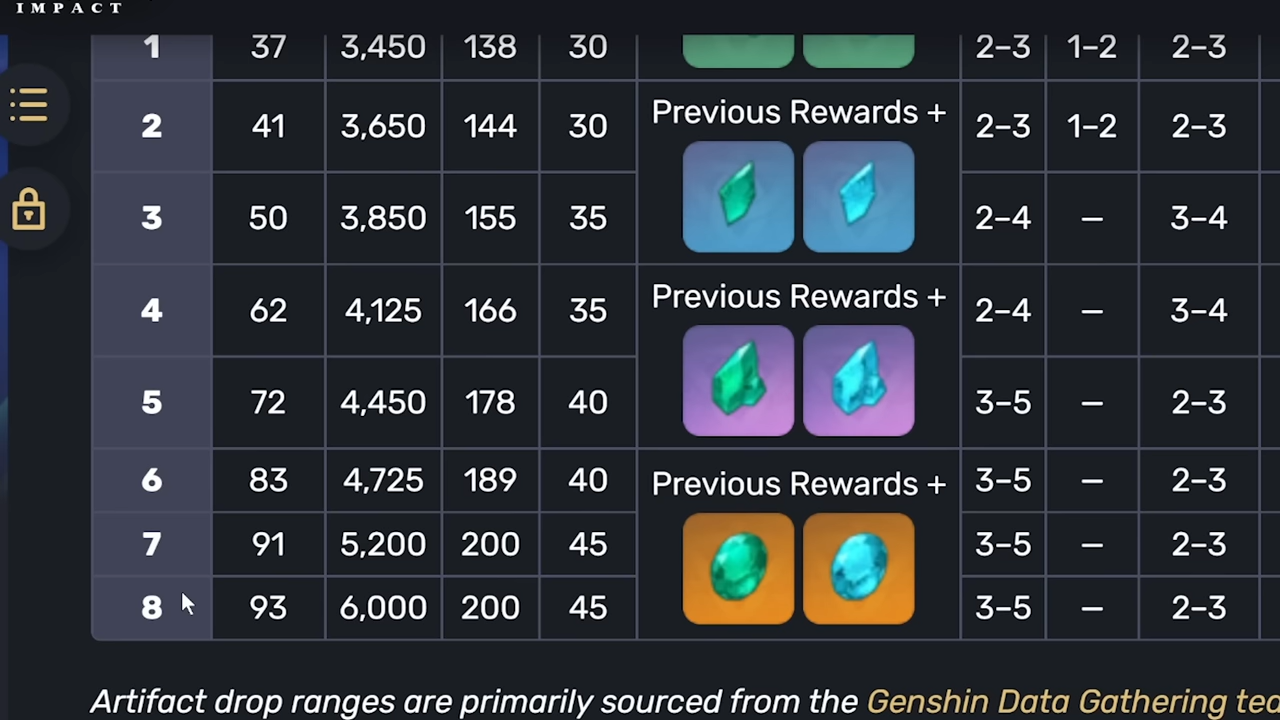 IMPACT
1 37 3,450 138 30 2–3 1–2 2–3
Previous Rewards +
2 41 3,650 144 30 2–3 1–2 2–3
3 50 3,850 155 35 2–4 – 3–4
Previous Rewards +
4 62 4,125 166 35 2–4 – 3–4
5 72 4,450 178 40 3–5 – 2–3
Previous Rewards +
6 83 4,725 189 40 3–5 – 2–3
7 91 5,200 200 45 3–5 – 2–3
8 93 6,000 200 45 3–5 – 2–3
Artifact drop ranges are primarily sourced from the Genshin Data Gathering